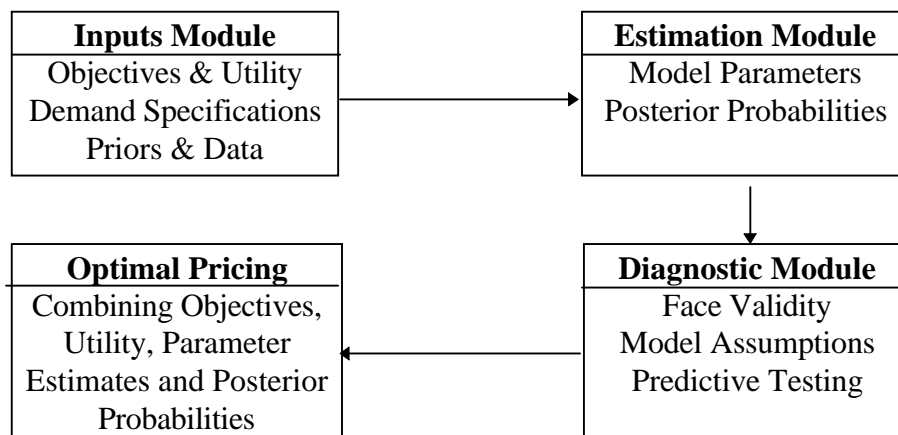 Inputs Module
Objectives & Utility
Demand Specifications
Priors & Data
Estimation Module
Model Parameters
Posterior Probabilities
Diagnostic Module
Face Validity
Model Assumptions
Predictive Testing
Optimal Pricing
Combining Objectives,
Utility, Parameter
Estimates and Posterior
Probabilities